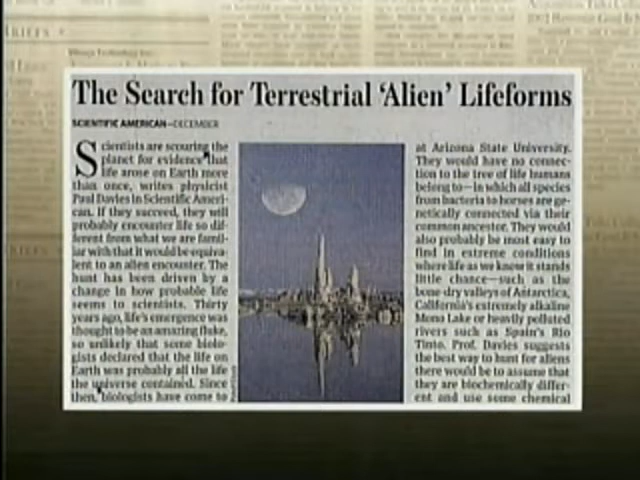 The Search for Terrestrial ‘Alien’ Lifeforms
SCIENTIFIC AMERICAN—DECEMBER
Scientists are scouring the
planet for evidence that
life arose on Earth more
than once, writes physicist
Paul Davies in Scientific Ameri-
can. If they succeed, they will
probably encounter life so dif-
ferent from what we are famil-
iar with that it would be equiva-
lent to an alien encounter. The
hunt has been driven by a
change in how probable life
seems to scientists. Thirty
years ago, life's emergence was
thought to be an amazing fluke,
so unlikely that some biolo-
gists declared that the life on
Earth was probably all the life
the universe contained. Since
then, biologists have come to
at Arizona State University.
They would have no connec-
tion to the tree of life humans
belong to—in which all species
from bacteria to horses are ge-
netically connected via their
common ancestor. They would
also probably be most easy to
find in extreme conditions
where life as we know it stands
little chance—such as the
bone-dry valleys of Antarctica,
California's extremely alkaline
Mono Lake or heavily polluted
rivers such as Spain's Rio
Tinto. Prof. Davies suggests
the best way to hunt for aliens
there would be to assume that
they are biochemically differ-
ent and use some chemical